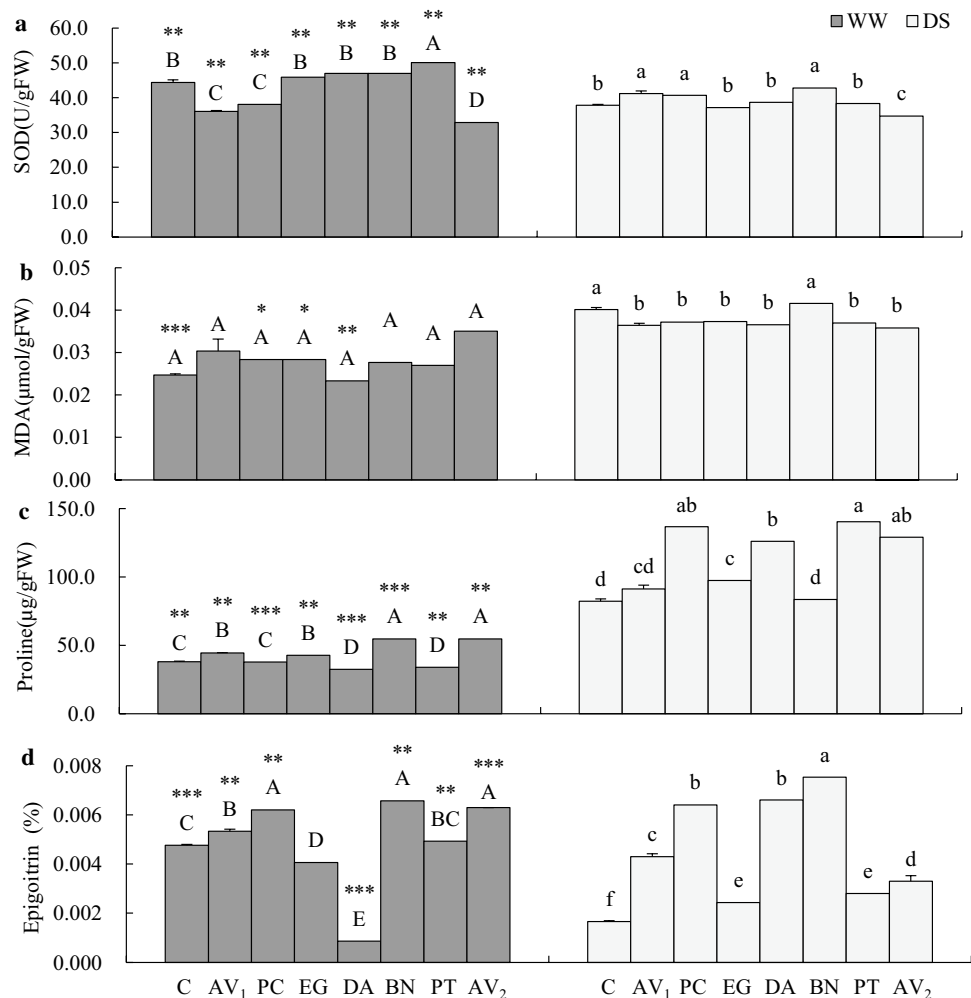 a
WW DS
SOD(U/gFW)
60.0
50.0
40.0
30.0
20.0
10.0
0.0
** ** ** ** ** ** ** **
B C C B B B A D
b a a b b a b c
b
MDA(μmol/gFW)
0.05
0.04
0.03
0.02
0.01
0.00
*** * * **
A A A A A A A A
a b b b b a b b
c
Proline(μg/gFW)
150.0
100.0
50.0
0.0
** ** *** ** *** *** ** **
C B C B D A D A
d cd ab c b d a ab
d
Epigoitrin (%)
0.008
0.006
0.004
0.002
0.000
*** ** ** *** ** ** ***
C B A D E A BC A
f c b e b a e d
C AV₁ PC EG DA BN PT AV₂
C AV₁ PC EG DA BN PT AV₂